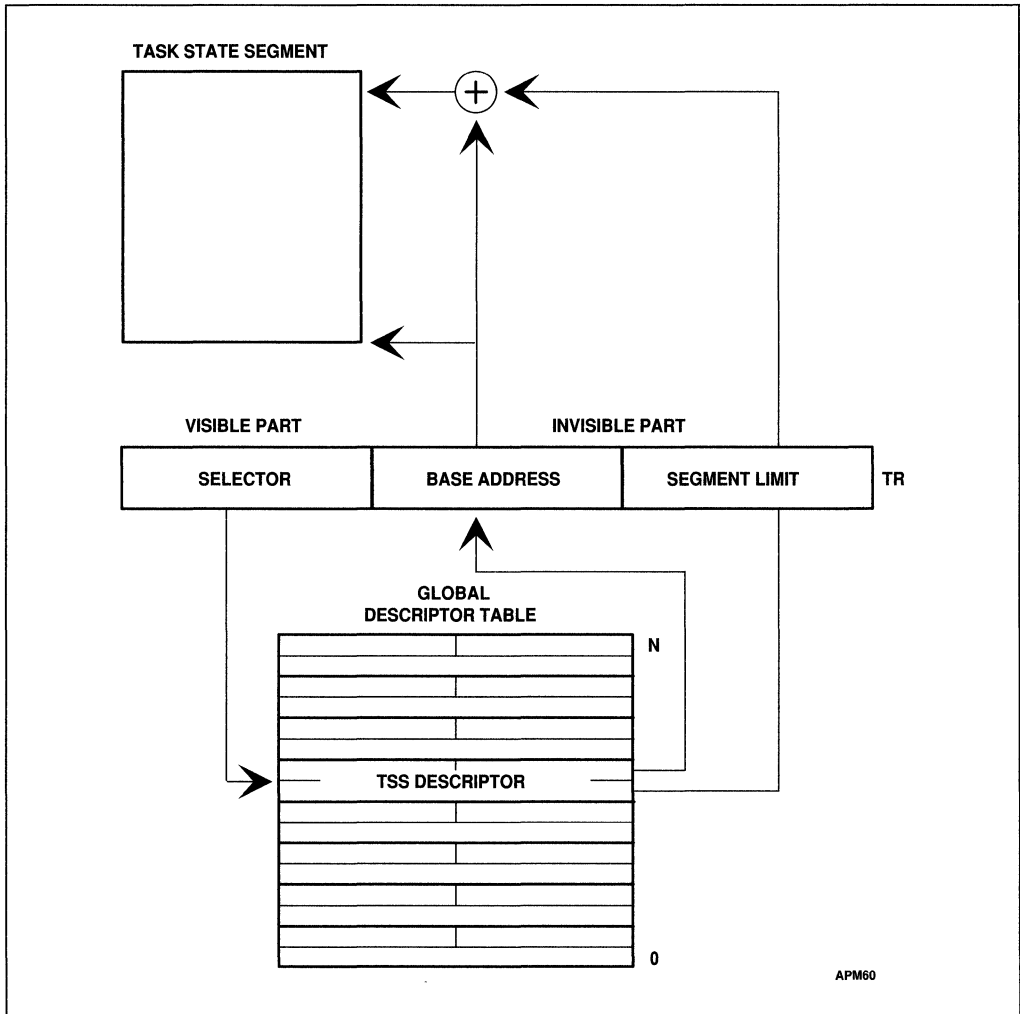 TASK STATE SEGMENT
+
VISIBLE PART
INVISIBLE PART
SELECTOR
BASE ADDRESS
SEGMENT LIMIT
TR
GLOBAL
DESCRIPTOR TABLE
N
TSS DESCRIPTOR
0
APM60